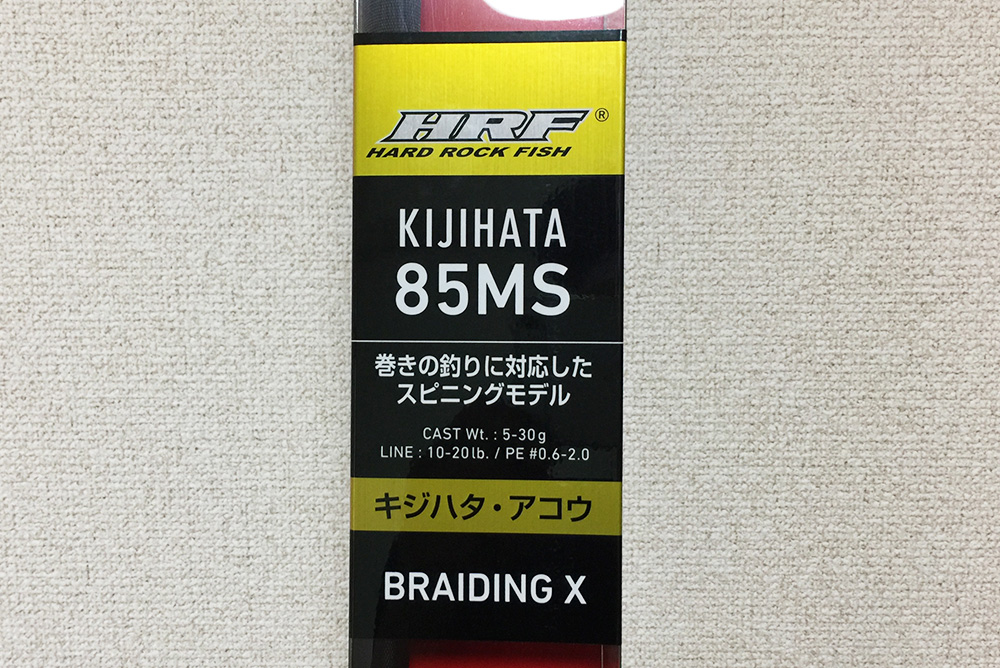 HRF®
HARD ROCK FISH
KIJIHATA
85MS
巻きの釣りに対応した
スピニングモデル
CAST Wt. : 5-30g
LINE : 10-20lb. / PE #0.6-2.0
キジハタ・アコウ
BRAIDING X